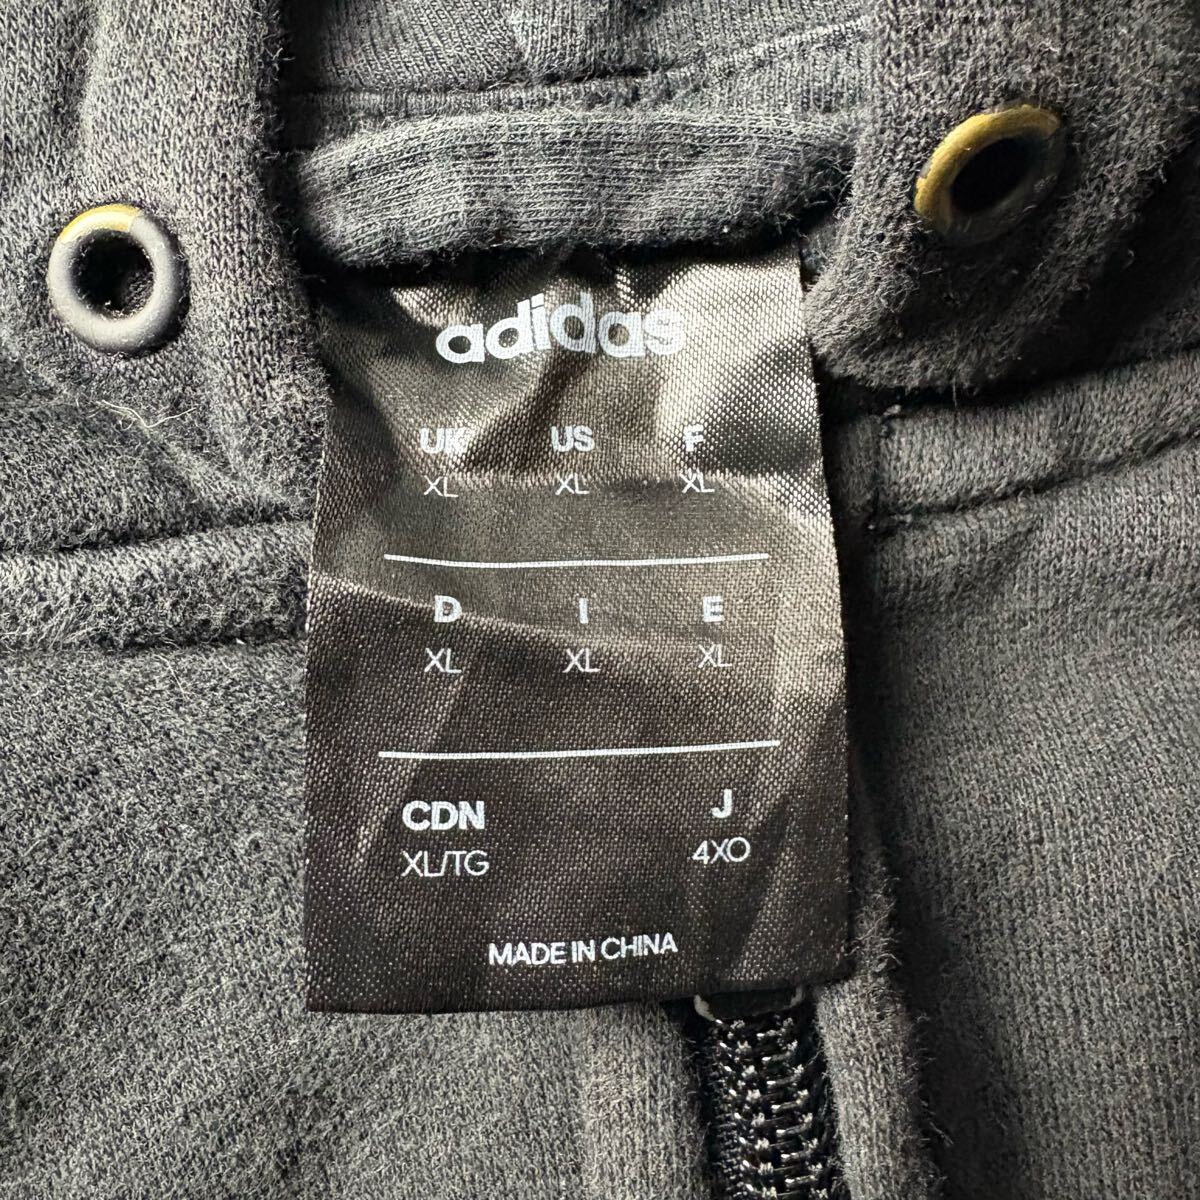 adidas
UK US F
XL XL XL
D I E
XL XL XL
CDN J
XL/TG 4XO
MADE IN CHINA